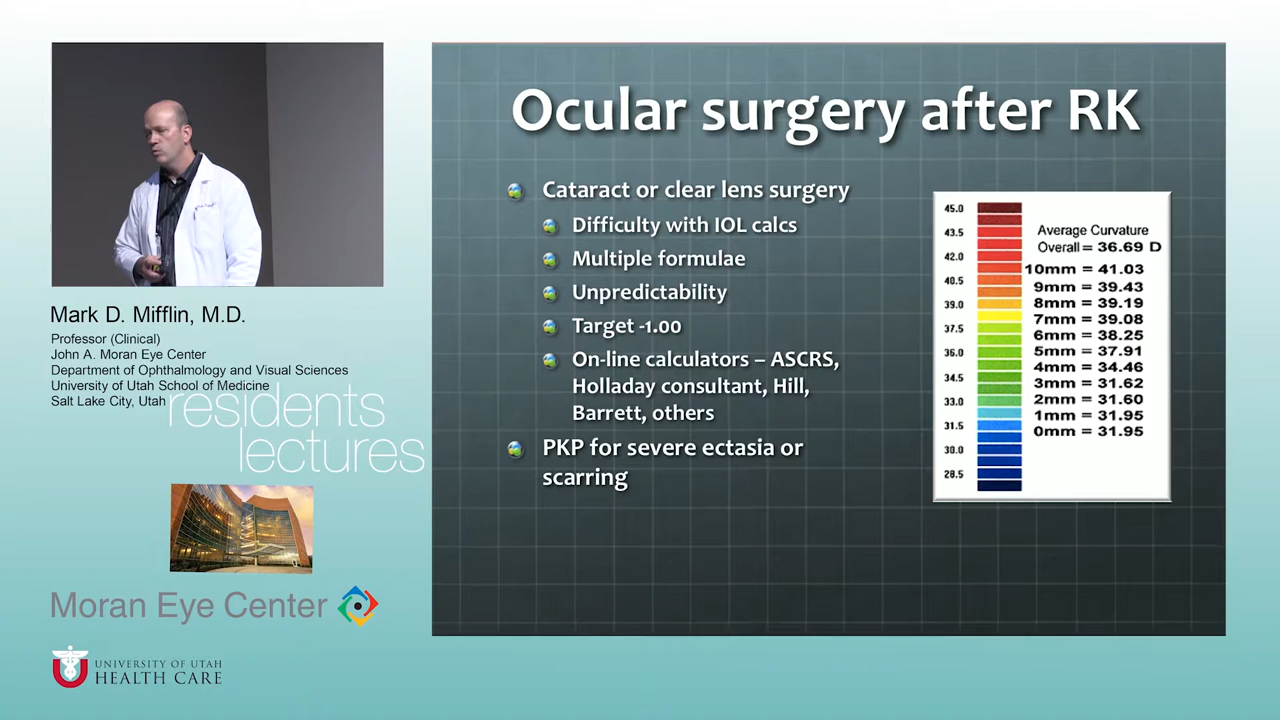 Mark D. Mifflin, M.D.
Professor (Clinical)
John A. Moran Eye Center
Department of Ophthalmology and Visual Sciences
University of Utah School of Medicine
Salt Lake City, Utah
residents
lectures
Moran Eye Center
UNIVERSITY OF UTAH
HEALTH CARE
Ocular surgery after RK
Cataract or clear lens surgery
Difficulty with IOL calcs
Multiple formulae
Unpredictability
Target -1.00
On-line calculators – ASCRS,
Holladay consultant, Hill,
Barrett, others
PKP for severe ectasia or
scarring
45.0
43.5
42.0
40.5
39.0
37.5
36.0
34.5
33.0
31.5
30.0
28.5
Average Curvature
Overall = 36.69 D
10mm = 41.03
9mm = 39.43
8mm = 39.19
7mm = 39.08
6mm = 38.25
5mm = 37.91
4mm = 34.46
3mm = 31.62
2mm = 31.60
1mm = 31.95
0mm = 31.95